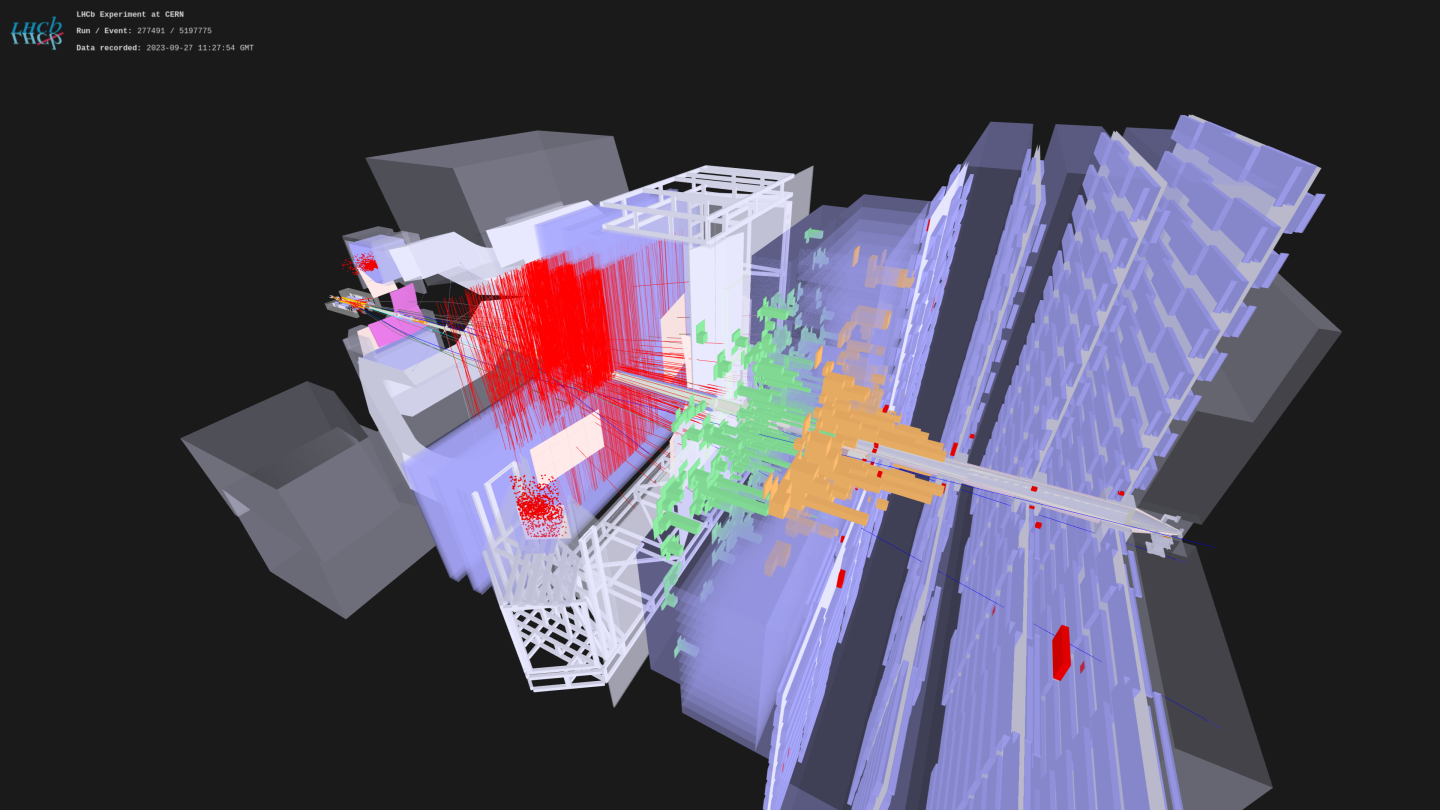 LHCb
LHCb Experiment at CERN
Run / Event: 277491 / 5197775
Data recorded: 2023-09-27 11:27:54 GMT